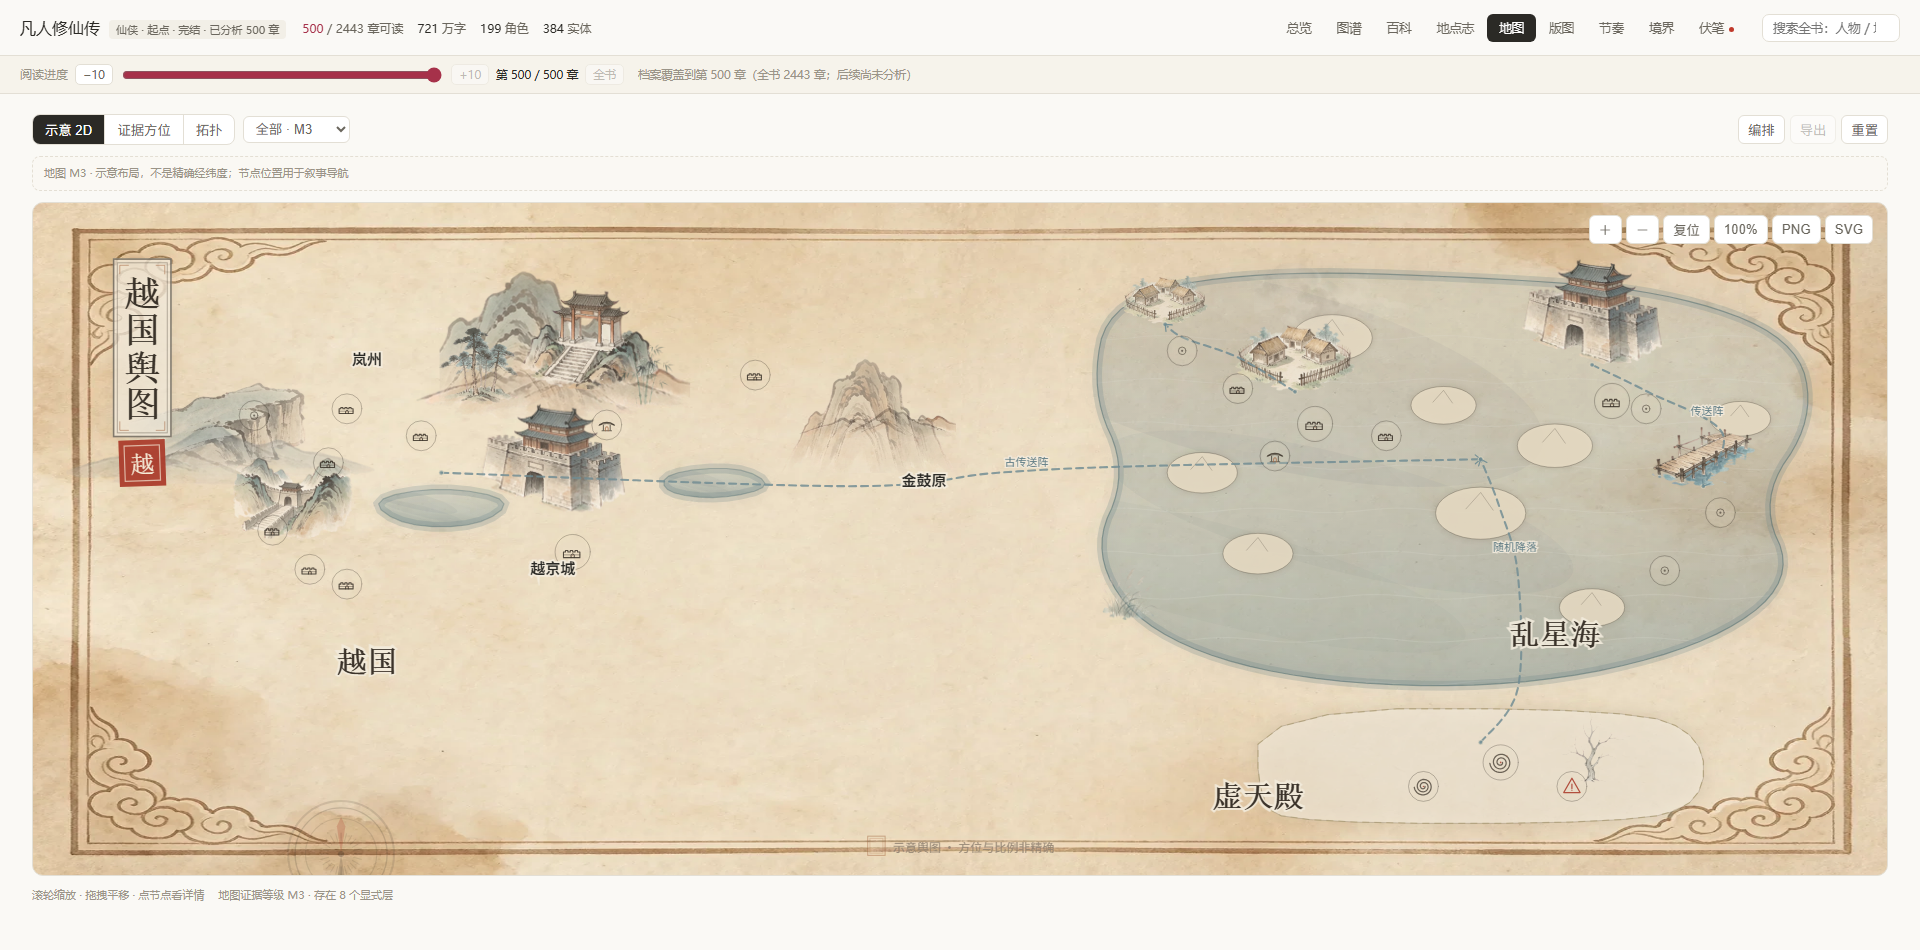 凡人修仙传 仙侠 · 起点 · 完结 · 已分析 500 章 500 / 2443 章可读 721 万字 199 角色 384 实体 总览 图谱 百科 地点志 地图 版图 节奏 境界 伏笔 搜索全书：人物 /
阅读进度 −10 +10 第 500 / 500 章 全书 档案覆盖到第 500 章（全书 2443 章；后续尚未分析）
示意 2D 证据方位 拓扑 全部 · M3 编排 导出 重置
地图 M3 · 示意布局，不是精确经纬度；节点位置用于叙事导航
+ − 复位 100% PNG SVG
越国舆图
越
岚州
传送阵
古传送阵
金鼓原
随机降落
越京城
乱星海
越国
虚天殿
示意舆图 · 方位与比例非精确
滚轮缩放 · 拖拽平移 · 点节点看详情 地图证据等级 M3 · 存在 8 个显式层